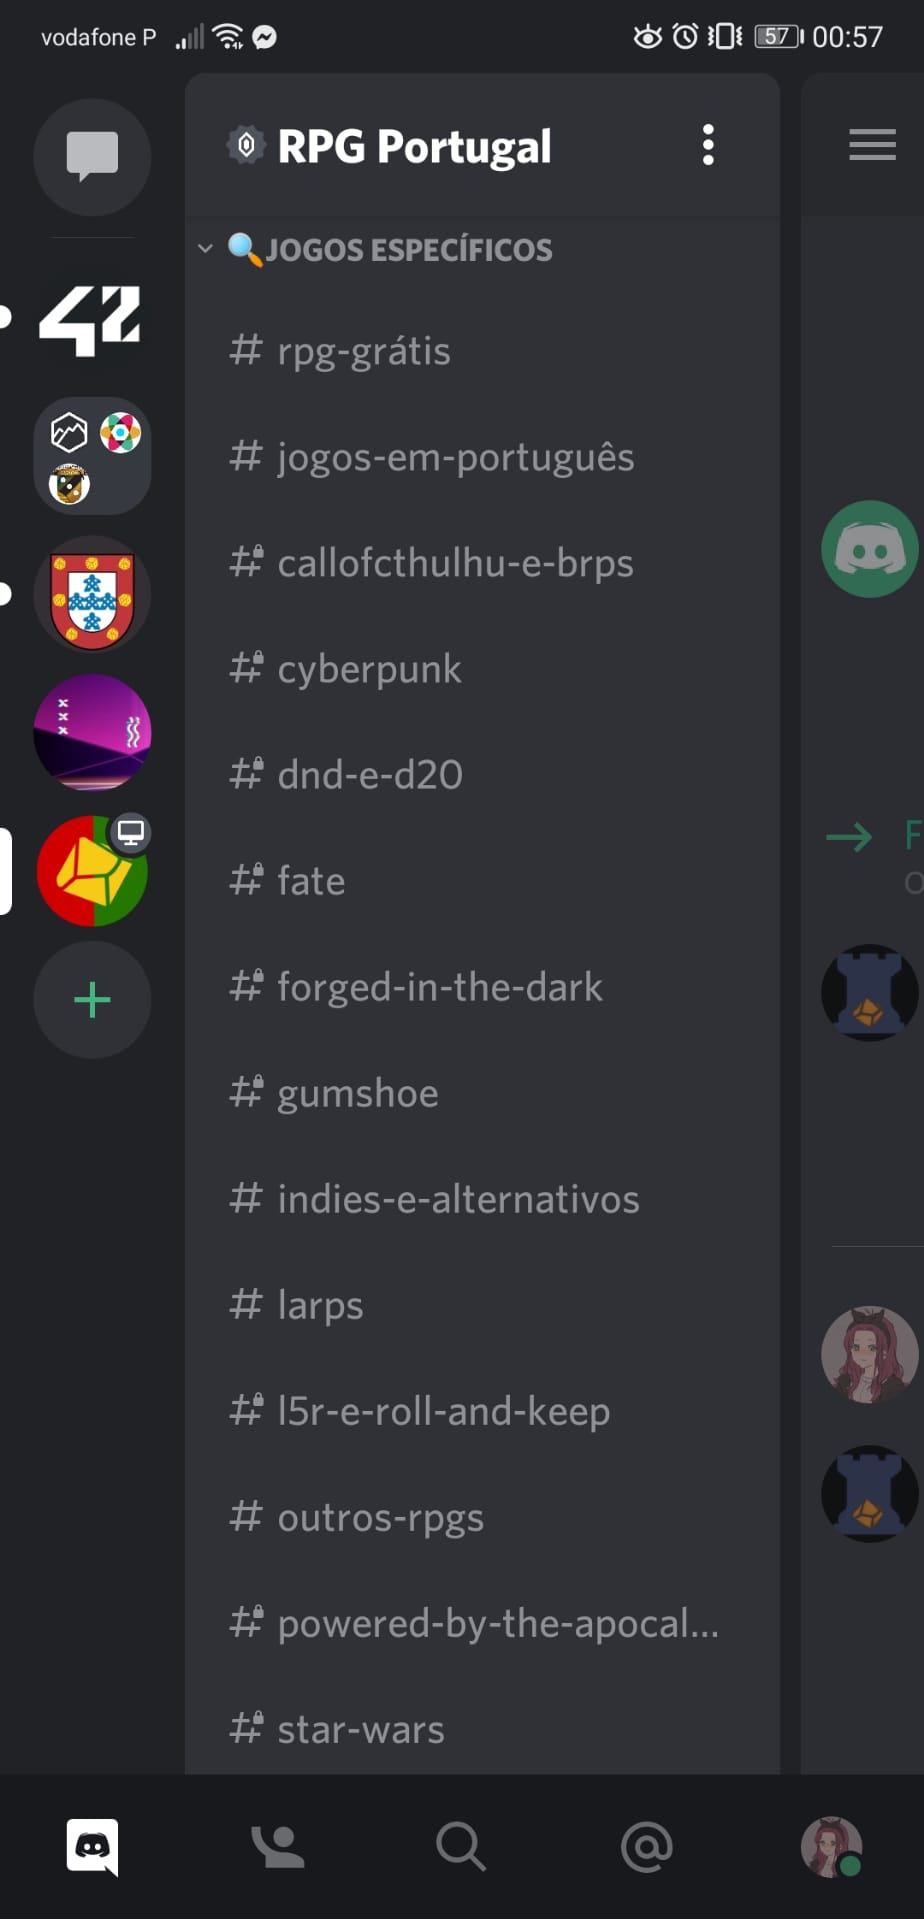 vodafone P
57 00:57
RPG Portugal
JOGOS ESPECÍFICOS
42
# rpg-grátis
# jogos-em-português
# callofcthulhu-e-brps
# cyberpunk
# dnd-e-d20
# fate
F
# forged-in-the-dark
# gumshoe
# indies-e-alternativos
# larps
# l5r-e-roll-and-keep
# outros-rpgs
# powered-by-the-apocal...
# star-wars